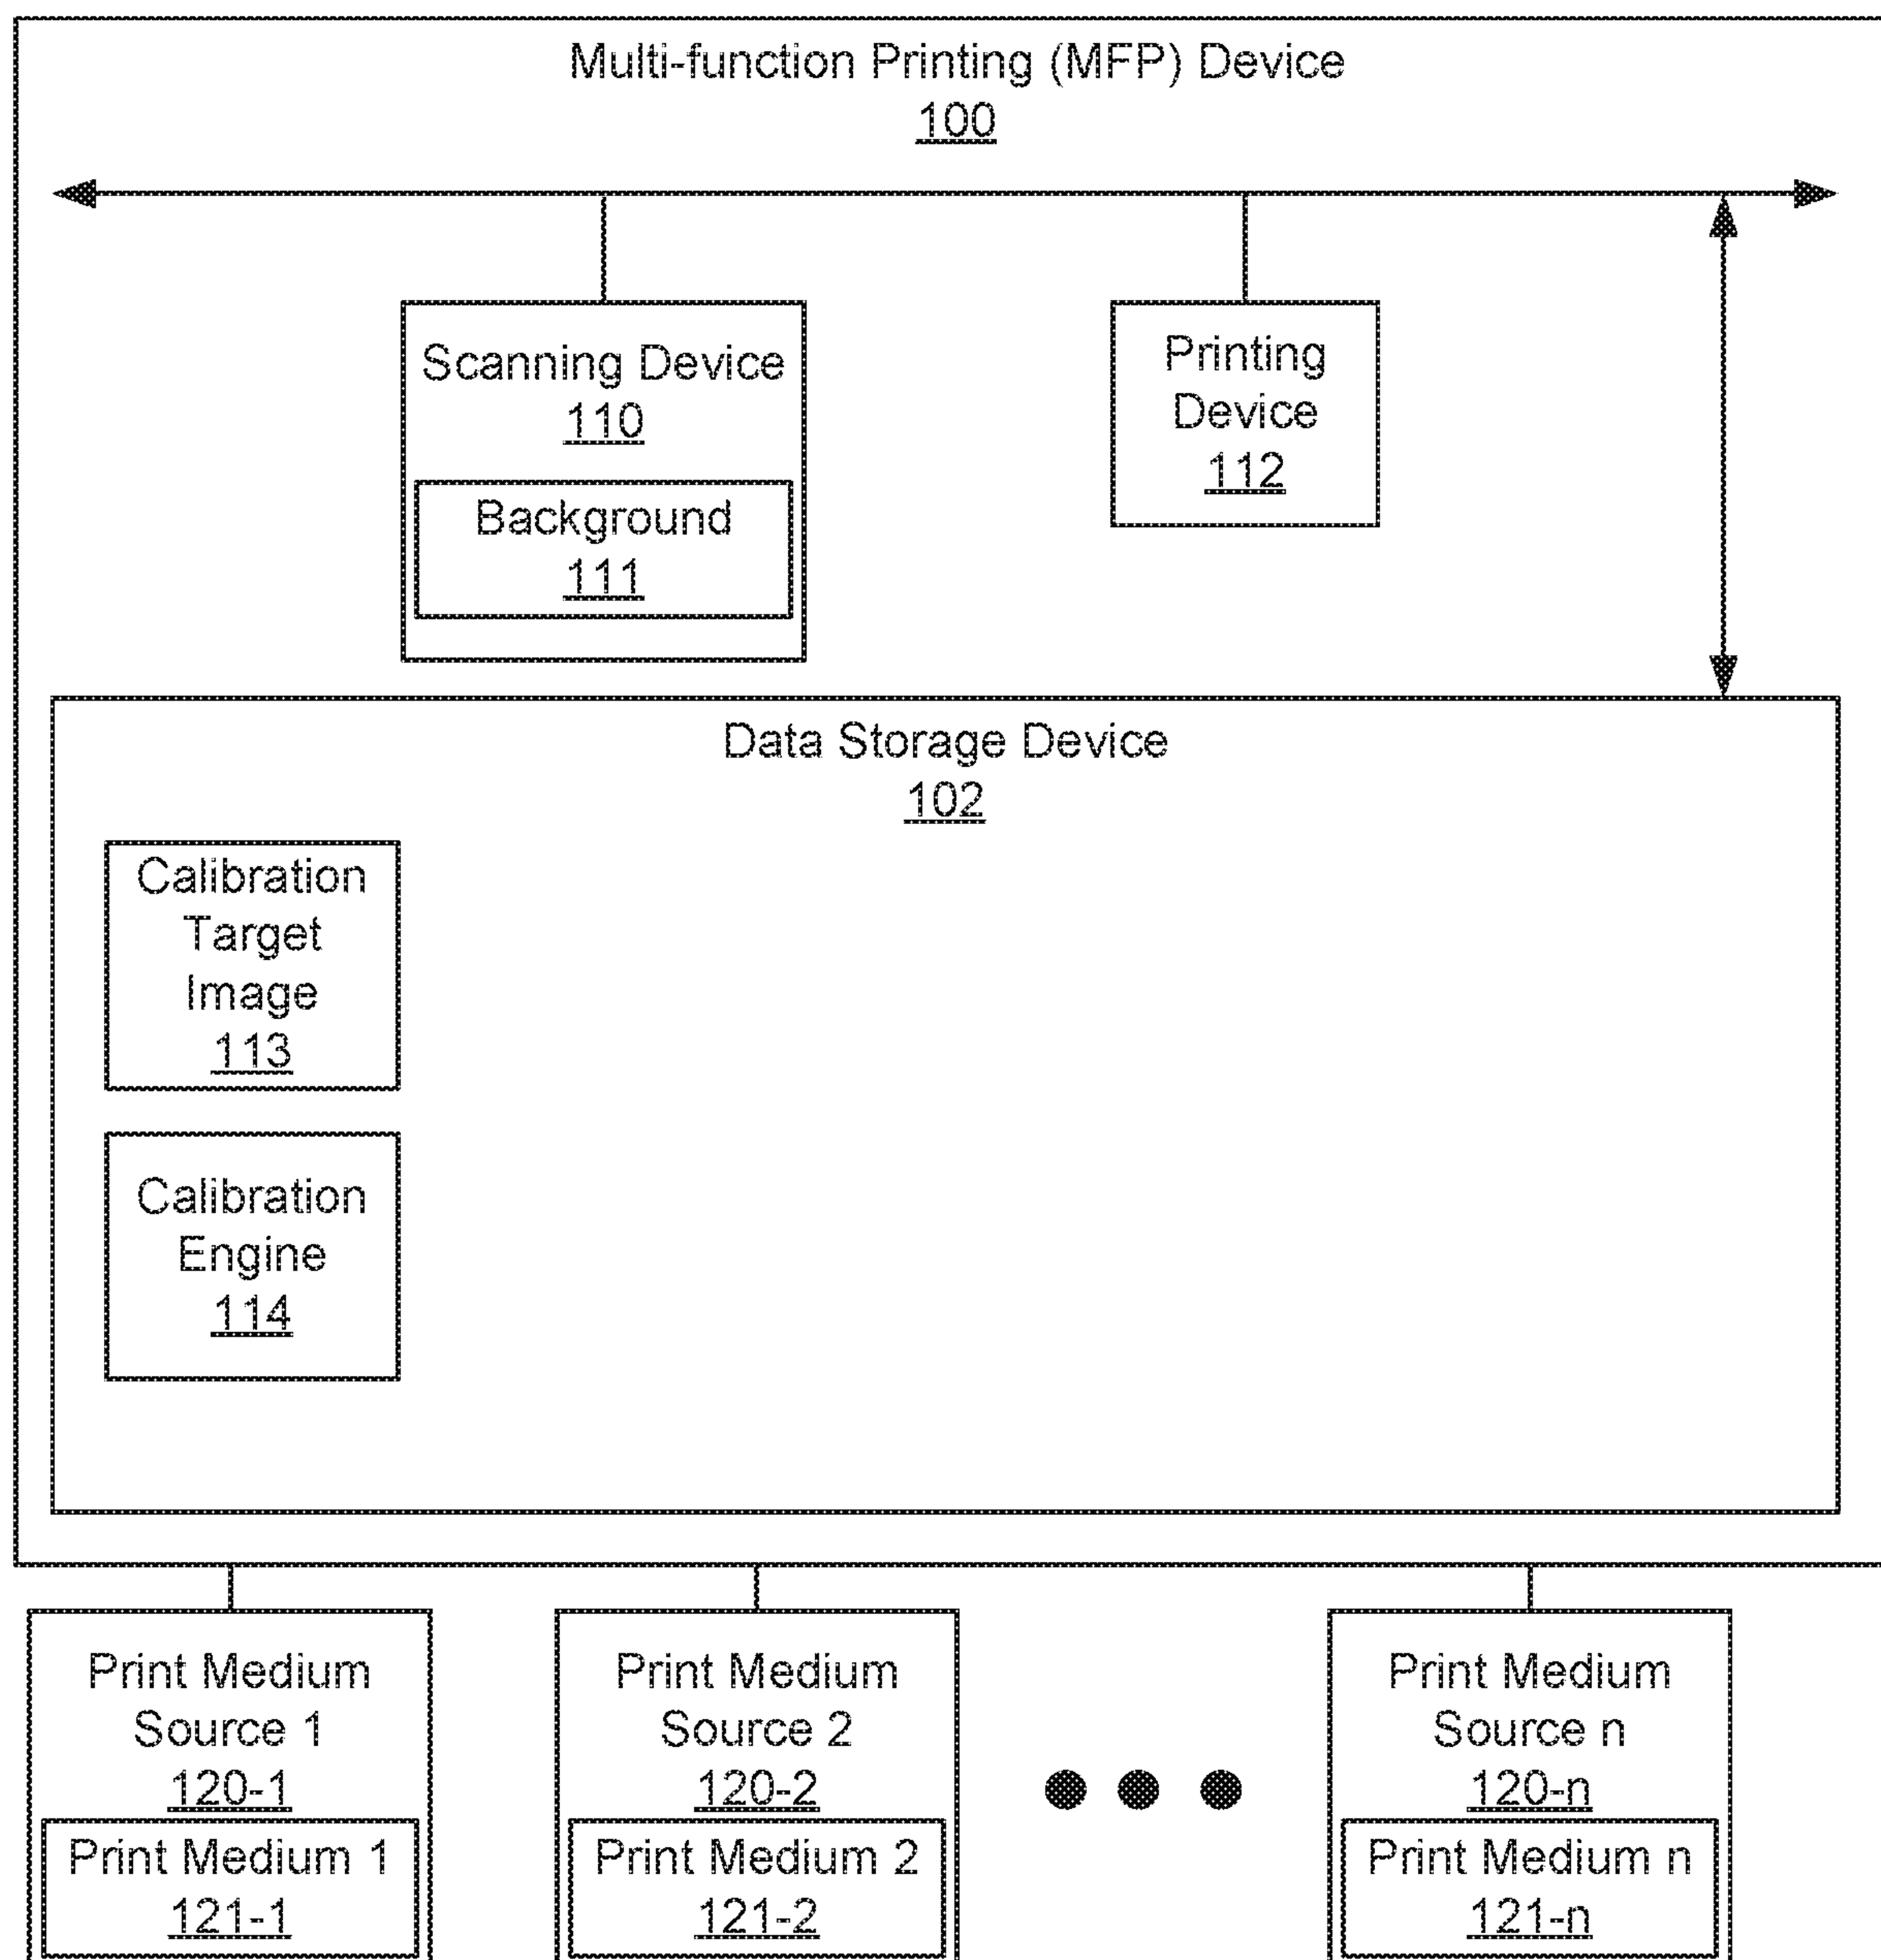 Multi-function Printing (MFP) Device
100
Scanning Device
110
Background
111
Printing
Device
112
Data Storage Device
102
Calibration
Target
Image
113
Calibration
Engine
114
Print Medium
Source 1
120-1
Print Medium 1
121-1
Print Medium
Source 2
120-2
Print Medium 2
121-2
Print Medium
Source n
120-n
Print Medium n
121-n